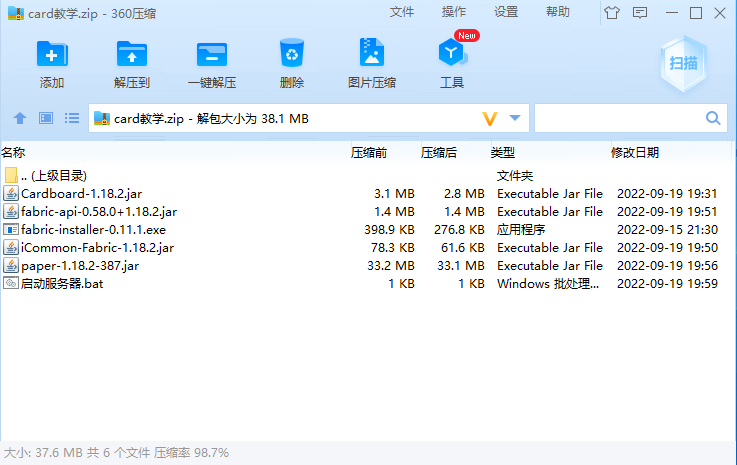 card教学.zip - 360压缩 文件 操作 设置 帮助
New
添加 解压到 一键解压 删除 图片压缩 工具 扫描
card教学.zip - 解包大小为 38.1 MB
名称 压缩前 压缩后 类型 修改日期
.. (上级目录) 文件夹
Cardboard-1.18.2.jar 3.1 MB 2.8 MB Executable Jar File 2022-09-19 19:31
fabric-api-0.58.0+1.18.2.jar 1.4 MB 1.4 MB Executable Jar File 2022-09-19 19:51
fabric-installer-0.11.1.exe 398.9 KB 276.8 KB 应用程序 2022-09-15 21:30
iCommon-Fabric-1.18.2.jar 78.3 KB 61.6 KB Executable Jar File 2022-09-19 19:50
paper-1.18.2-387.jar 33.2 MB 33.1 MB Executable Jar File 2022-09-19 19:56
启动服务器.bat 1 KB 1 KB Windows 批处理... 2022-09-19 19:59
大小: 37.6 MB 共 6 个文件 压缩率 98.7%